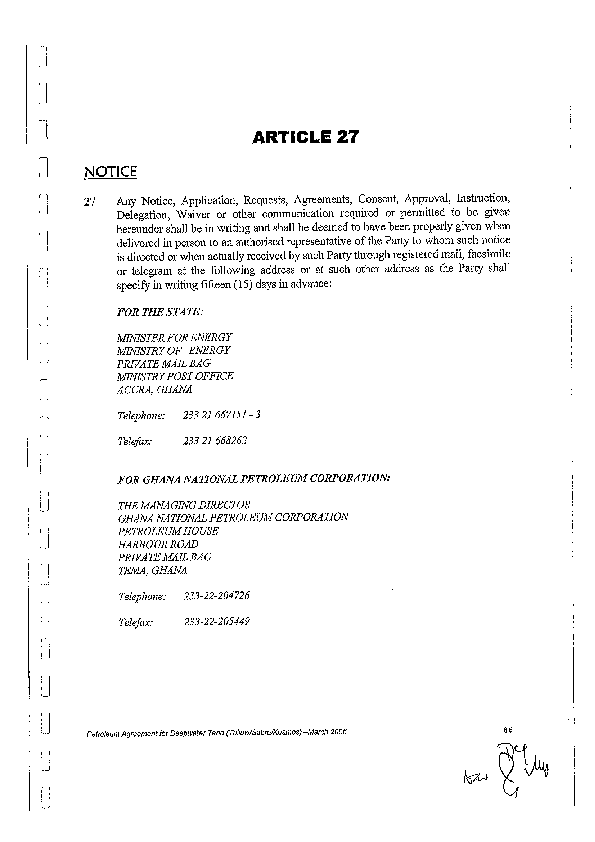 ARTICLE 27
NOTICE
27 Any Notice, Application, Requests, Agreements, Consent, Approval, Instruction,
Delegation, Waiver or other communication required or permitted to be given
hereunder shall be in writing and shall be deemed to have been properly given when
delivered in person to an authorised representative of the Party to whom such notice
is directed or when actually received by such Party through registered mail, facsimile
or telegram at the following address or at such other address as the Party shall
specify in writing fifteen (15) days in advance:
FOR THE STATE:
MINISTER FOR ENERGY
MINISTRY OF ENERGY
PRIVATE MAIL BAG
MINISTRY POST OFFICE
ACCRA, GHANA
Telephone: 233 21 667151 – 3
Telefax: 233 21 668262
FOR GHANA NATIONAL PETROLEUM CORPORATION:
THE MANAGING DIRECTOR
GHANA NATIONAL PETROLEUM CORPORATION
PETROLEUM HOUSE
HARBOUR ROAD
PRIVATE MAIL BAG
TEMA, GHANA
Telephone: 233-22-204726
Telefax: 233-22-205449
Petroleum Agreement for Deepwater Tano (Tullow/Sabre/Kosmos) –March 2006